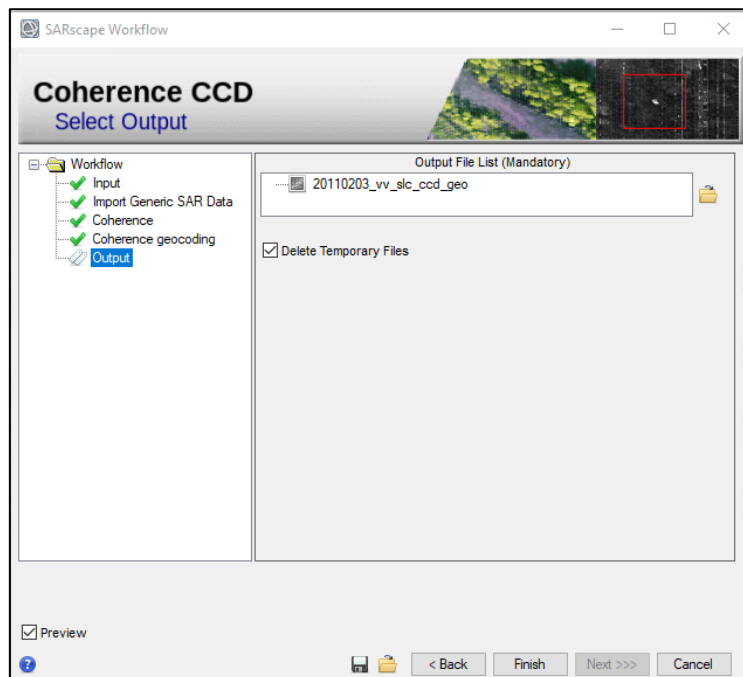 SARscape Workflow
Coherence CCD
Select Output
Workflow
Input
Import Generic SAR Data
Coherence
Coherence geocoding
Output
Output File List (Mandatory)
20110203_vv_slc_ccd_geo
Delete Temporary Files
Preview
< Back
Finish
Next >>>
Cancel